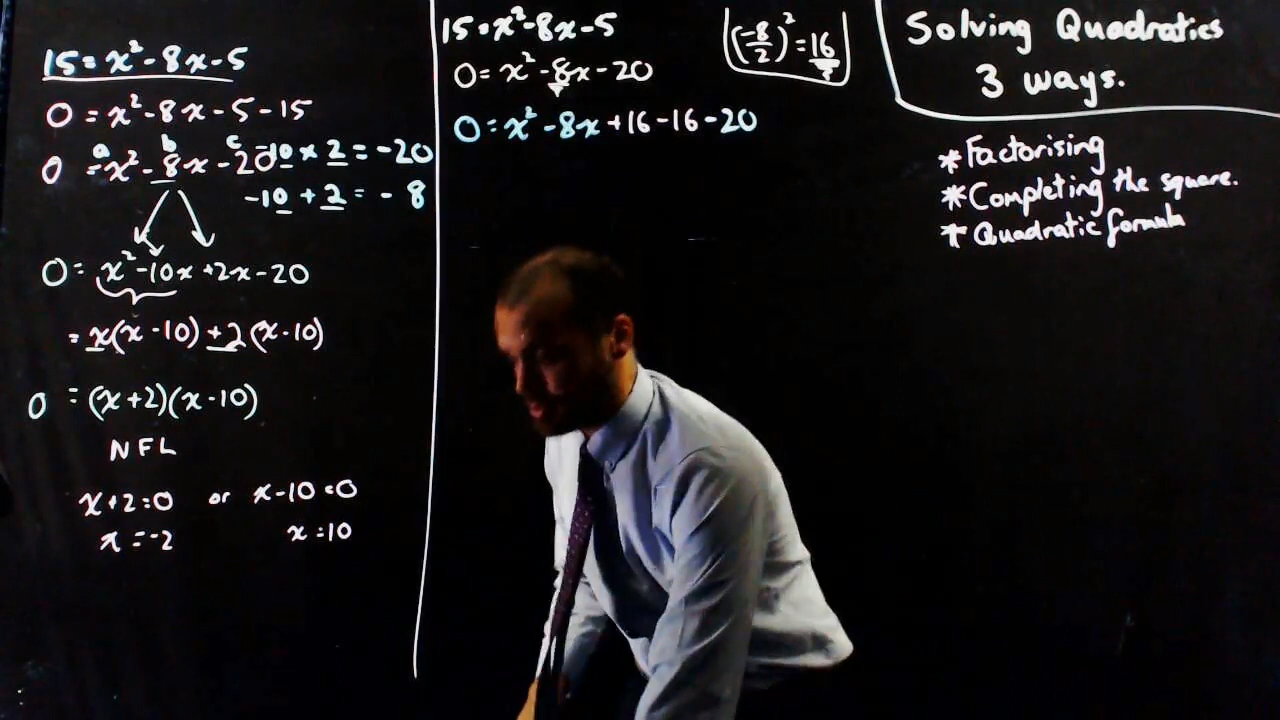 15 = x² - 8x - 5
0 = x² - 8x - 5 - 15
a b c
0 = x² - 8x - 20
-10 × 2 = -20
-10 + 2 = -8
0 = x² - 10x + 2x - 20
= x(x - 10) + 2(x - 10)
0 = (x + 2)(x - 10)
NFL
x + 2 = 0 or x - 10 = 0
x = -2 x = 10
15 = x² - 8x - 5
0 = x² - 8x - 20
(-8/2)² = 16
0 = x² - 8x + 16 - 16 - 20
Solving Quadratics
3 ways.
* Factorising
* Completing the square.
* Quadratic formula